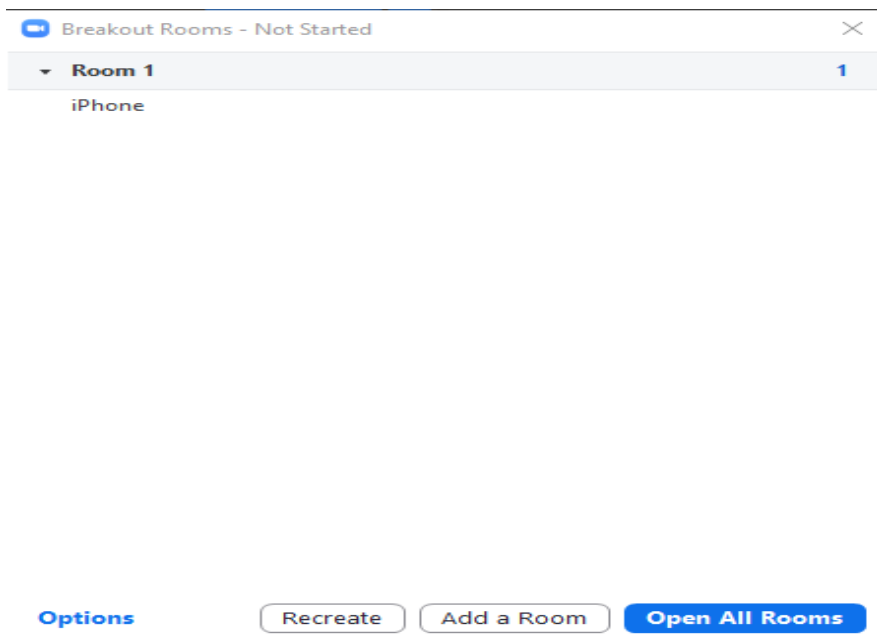 Breakout Rooms - Not Started
Room 1 1
iPhone
Options Recreate Add a Room Open All Rooms